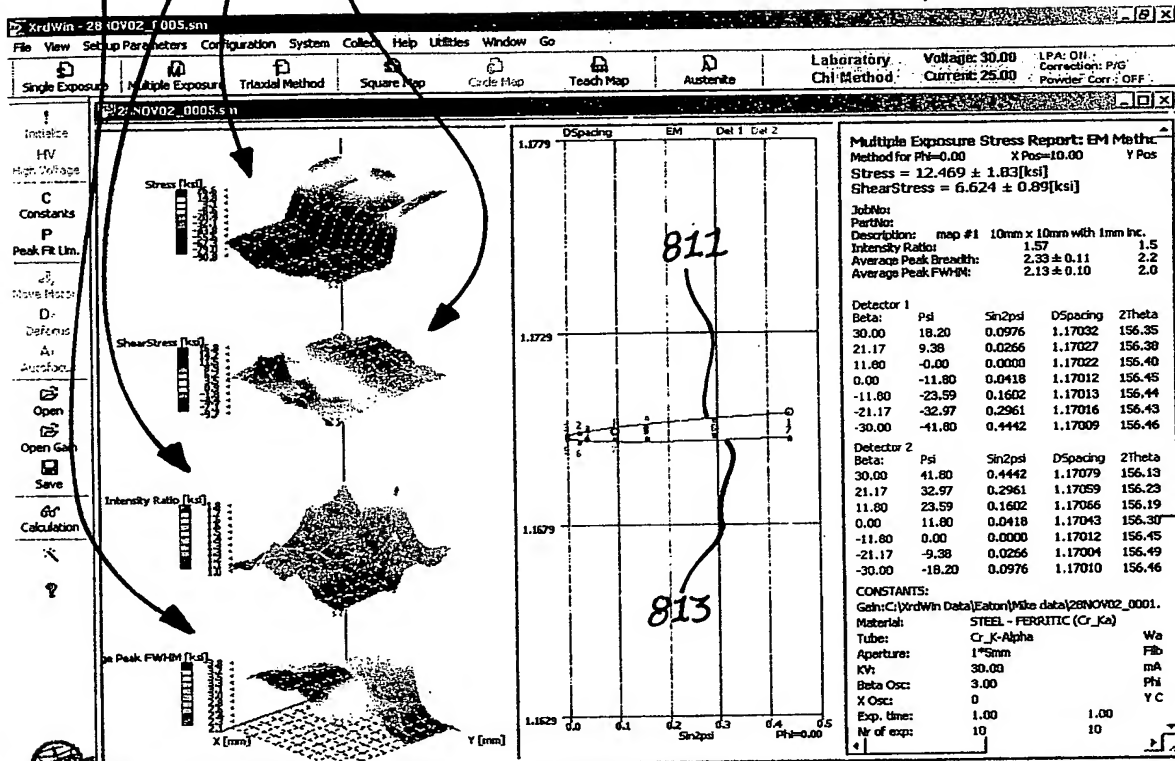 XrdWin - 28NOV02_0005.sm
File View Setup Parameters Configuration System Collect Help Utilities Window Go
Single Exposure Multiple Exposure Triaxial Method Square Map Circle Map Teach Map Austenite
Laboratory Voltage: 30.00 LPA: ON
Chi Method Current: 25.00 Correction: P/G
Powder Corr: OFF
28NOV02_0005.sm
Initialize
HV
High Voltage
C
Constants
P
Peak Fit Lim.
Move Motor
Defocus
Autofocus
Open
Open Gain
Save
Calculation
Stress [ksi]
ShearStress [ksi]
Intensity Ratio [ksi]
ge Peak FWHM [ksi]
X [mm] Y [mm]
DSpacing EM Det 1 Det 2
1.1779
1.1729
1.1679
1.1629
811
813
0.0 0.1 0.2 0.3 0.4 0.5
Sin2psi Phi=0.00
Multiple Exposure Stress Report: EM Methc
Method for Phi=0.00 X Pos=10.00 Y Pos
Stress = 12.469 ± 1.83[ksi]
ShearStress = 6.624 ± 0.89[ksi]
JobNo:
PartNo:
Description: map #1 10mm x 10mm with 1mm inc.
Intensity Ratio: 1.57 1.5
Average Peak Breadth: 2.33 ± 0.11 2.2
Average Peak FWHM: 2.13 ± 0.10 2.0
Detector 1
Beta: Psi Sin2psi DSpacing 2Theta
30.00 18.20 0.0976 1.17032 156.35
21.17 9.38 0.0266 1.17027 156.38
11.80 -0.00 0.0000 1.17022 156.40
0.00 -11.80 0.0418 1.17012 156.45
-11.80 -23.59 0.1602 1.17013 156.44
-21.17 -32.97 0.2961 1.17016 156.43
-30.00 -41.80 0.4442 1.17009 156.46
Detector 2
Beta: Psi Sin2psi DSpacing 2Theta
30.00 41.80 0.4442 1.17079 156.13
21.17 32.97 0.2961 1.17059 156.23
11.80 23.59 0.1602 1.17066 156.19
0.00 11.80 0.0418 1.17043 156.30
-11.80 0.00 0.0000 1.17012 156.45
-21.17 -9.38 0.0266 1.17004 156.49
-30.00 -18.20 0.0976 1.17010 156.46
CONSTANTS:
Gain:C:\XrdWin Data\Eaton\Mike data\28NOV02_0001.
Material: STEEL - FERRITIC (Cr_Ka)
Tube: Cr_K-Alpha Wa
Aperture: 1*5mm Filb
KV: 30.00 mA
Beta Osc: 3.00 Phi
X Osc: 0 Y C
Exp. time: 1.00 1.00
Nr of exp: 10 10